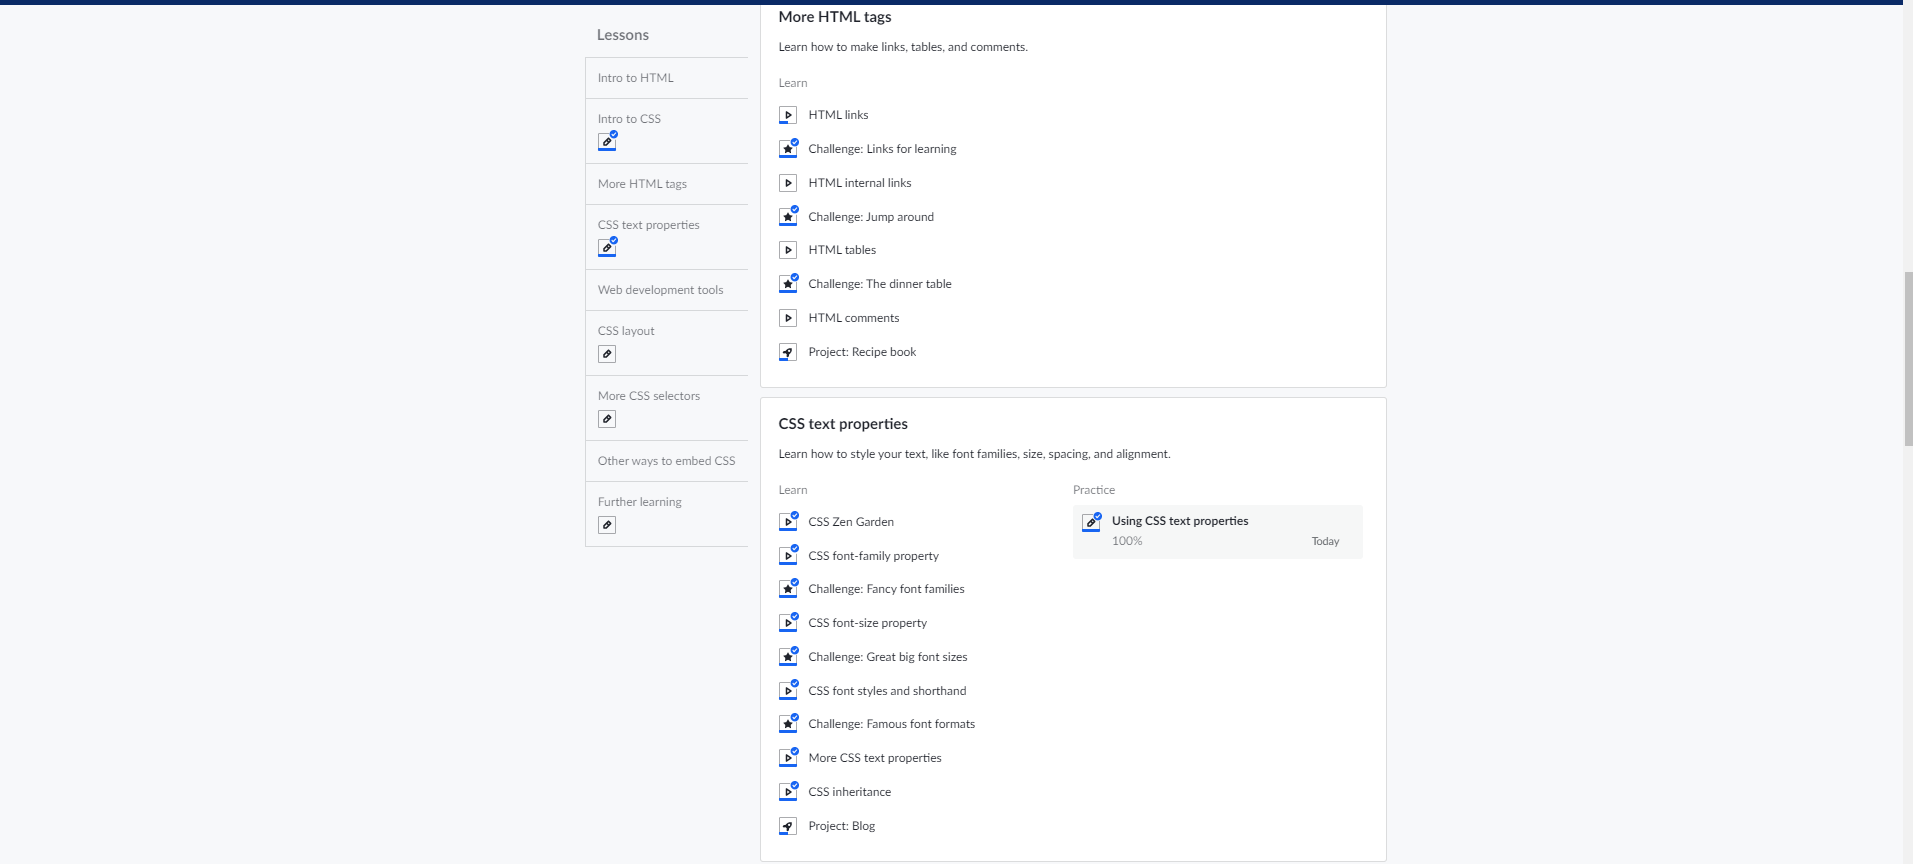 Lessons
Intro to HTML
Intro to CSS
More HTML tags
CSS text properties
Web development tools
CSS layout
More CSS selectors
Other ways to embed CSS
Further learning
More HTML tags
Learn how to make links, tables, and comments.
Learn
HTML links
Challenge: Links for learning
HTML internal links
Challenge: Jump around
HTML tables
Challenge: The dinner table
HTML comments
Project: Recipe book
CSS text properties
Learn how to style your text, like font families, size, spacing, and alignment.
Learn
CSS Zen Garden
CSS font-family property
Challenge: Fancy font families
CSS font-size property
Challenge: Great big font sizes
CSS font styles and shorthand
Challenge: Famous font formats
More CSS text properties
CSS inheritance
Project: Blog
Practice
Using CSS text properties
100% Today